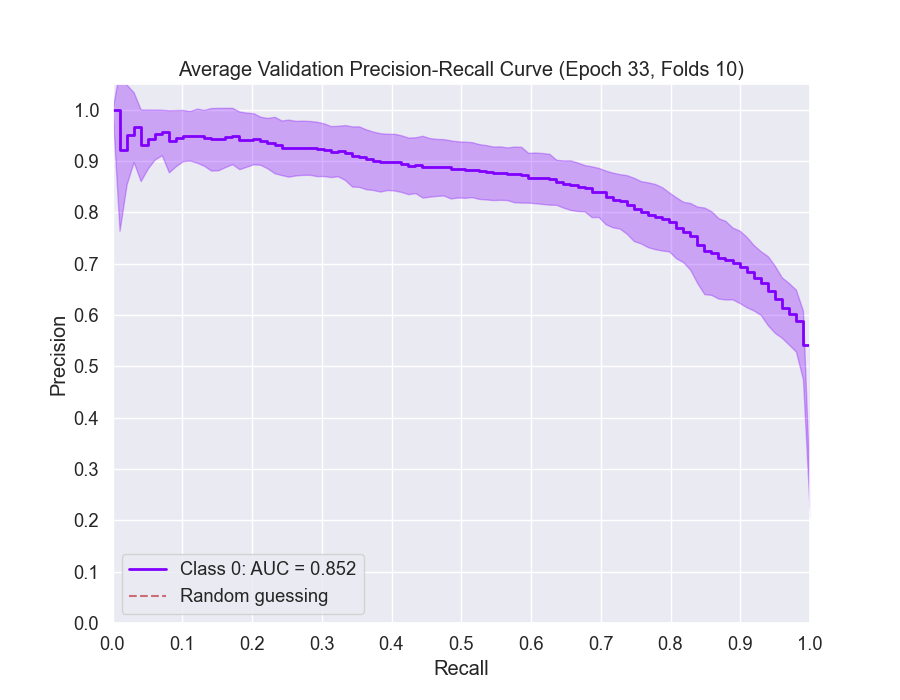 Average Validation Precision-Recall Curve (Epoch 33, Folds 10)
1.0
0.9
0.8
0.7
0.6
0.5
0.4
0.3
0.2
0.1
0.0
Precision
Class 0: AUC = 0.852
Random guessing
0.0 0.1 0.2 0.3 0.4 0.5 0.6 0.7 0.8 0.9 1.0
Recall